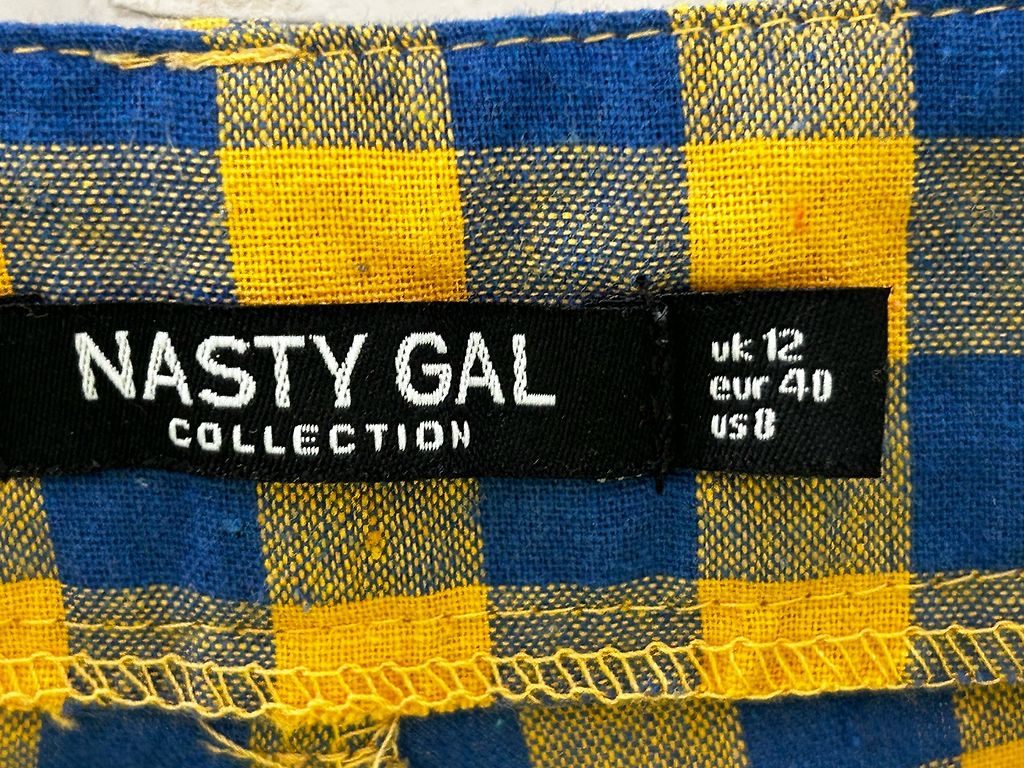 NASTY GAL
COLLECTION
uk 12
eur 40
us 8